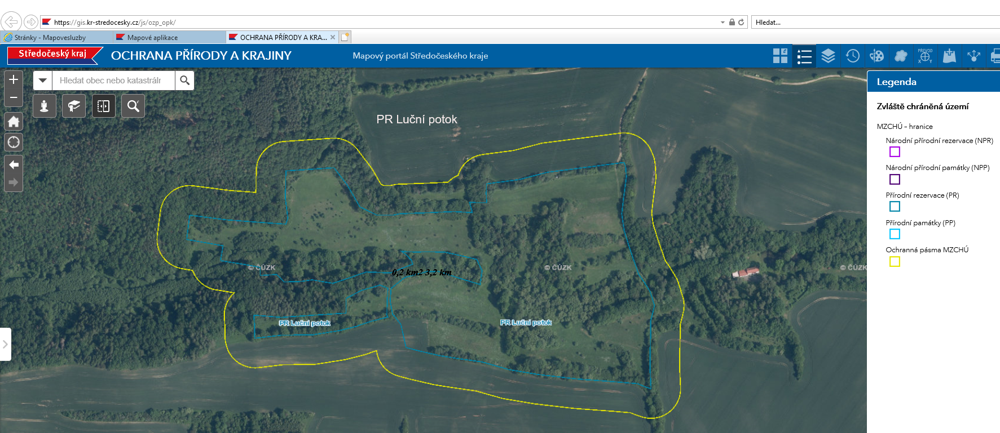 https://gis.kr-stredocesky.cz/js/ozp_opk/
Hledat...
Stránky - Mapovesluzby
Mapové aplikace
OCHRANA PŘÍRODY A KRA...
Středočeský kraj
OCHRANA PŘÍRODY A KRAJINY
Mapový portál Středočeského kraje
PŘEVOD
X Y
Hledat obec nebo katastrálr
PR Luční potok
© ČÚZK
© ČÚZK
© ČÚZK
0,2 km2 3,2 km
PR Luční potok
PR Luční potok
Legenda
Zvláště chráněná území
MZCHÚ - hranice
Národní přírodní rezervace (NPR)
Národní přírodní památky (NPP)
Přírodní rezervace (PR)
Přírodní památky (PP)
Ochranná pásma MZCHÚ